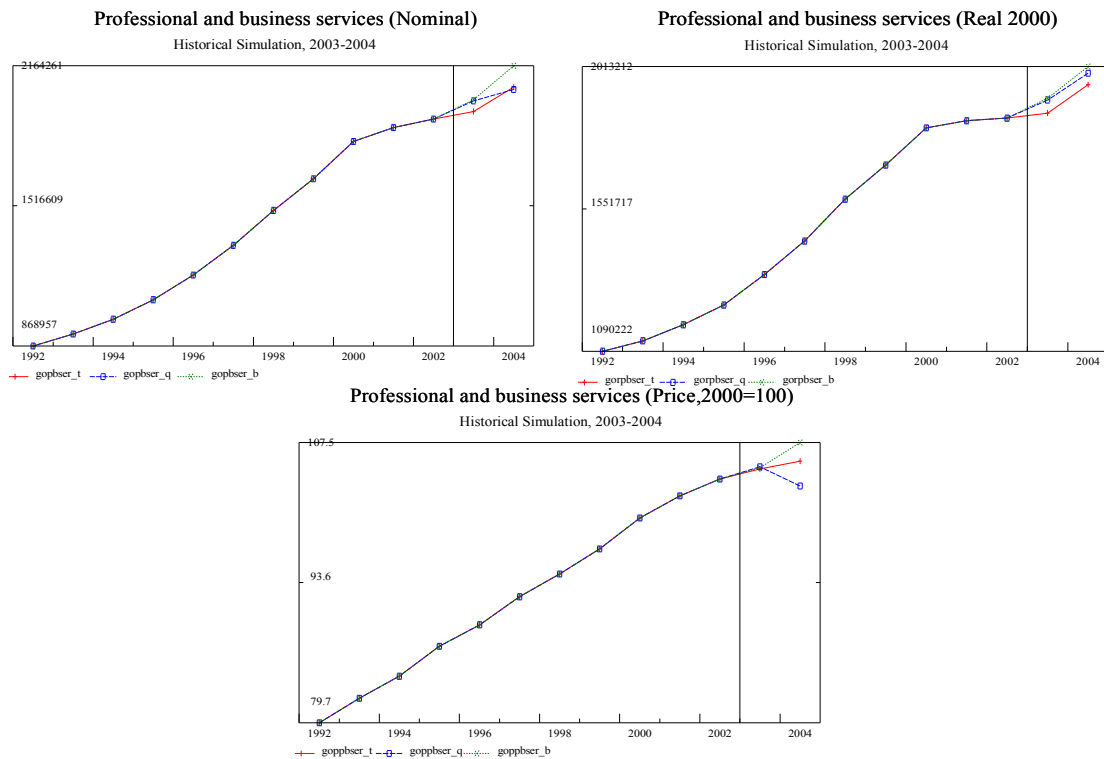 Professional and business services (Nominal)
Historical Simulation, 2003-2004
2164261
1516609
868957
1992 1994 1996 1998 2000 2002 2004
gopbser_t gopbser_q gopbser_b
Professional and business services (Real 2000)
Historical Simulation, 2003-2004
2013212
1551717
1090222
1992 1994 1996 1998 2000 2002 2004
gorpbser_t gorpbser_q gorpbser_b
Professional and business services (Price,2000=100)
Historical Simulation, 2003-2004
107.5
93.6
79.7
1992 1994 1996 1998 2000 2002 2004
goppbser_t goppbser_q goppbser_b